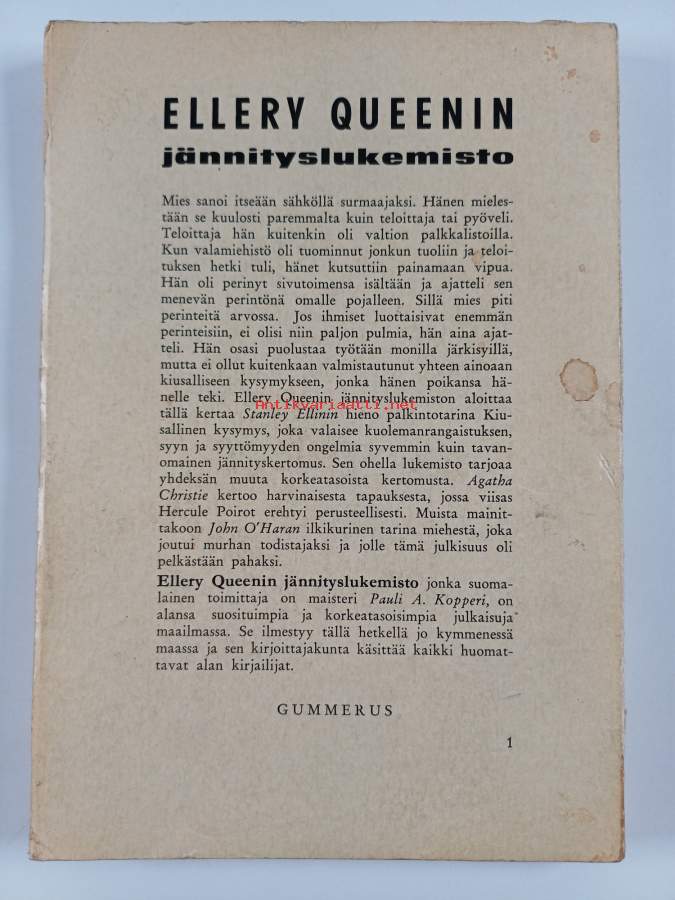 ELLERY QUEENIN
jännityslukemisto
Mies sanoi itseään sähköllä surmaajaksi. Hänen mieles-
tään se kuulosti paremmalta kuin teloittaja tai pyöveli.
Teloittaja hän kuitenkin oli valtion palkkalistoilla.
Kun valamiehistö oli tuominnut jonkun tuoliin ja teloi-
tuksen hetki tuli, hänet kutsuttiin painamaan vipua.
Hän oli perinyt sivutoimensa isältään ja ajatteli sen
menevän perintönä omalle pojalleen. Sillä mies piti
perinteitä arvossa. Jos ihmiset luottaisivat enemmän
perinteisiin, ei olisi niin paljon pulmia, hän aina ajat-
teli. Hän osasi puolustaa työtään monilla järkisyillä,
mutta ei ollut kuitenkaan valmistautunut yhteen ainoaan
kiusalliseen kysymykseen, jonka hänen poikansa hä-
nelle teki. Ellery Queenin jännityslukemiston aloittaa
tällä kertaa Stanley Ellinin hieno palkintotarina Kiu-
sallinen kysymys, joka valaisee kuolemanrangaistuksen,
syyn ja syyttömyyden ongelmia syvemmin kuin tavan-
omainen jännityskertomus. Sen ohella lukemisto tarjoaa
yhdeksän muuta korkeatasoista kertomusta. Agatha
Christie kertoo harvinaisesta tapauksesta, jossa viisas
Hercule Poirot erehtyi perusteellisesti. Muista mainit-
takoon John O'Haran ilkikurinen tarina miehestä, joka
joutui murhan todistajaksi ja jolle tämä julkisuus oli
pelkästään pahaksi.
Ellery Queenin jännityslukemisto jonka suoma-
lainen toimittaja on maisteri Pauli A. Kopperi, on
alansa suosituimpia ja korkeatasoisimpia julkaisuja
maailmassa. Se ilmestyy tällä hetkellä jo kymmenessä
maassa ja sen kirjoittajakunta käsittää kaikki huomat-
tavat alan kirjailijat.
GUMMERUS
1
Antikvariaatti.net